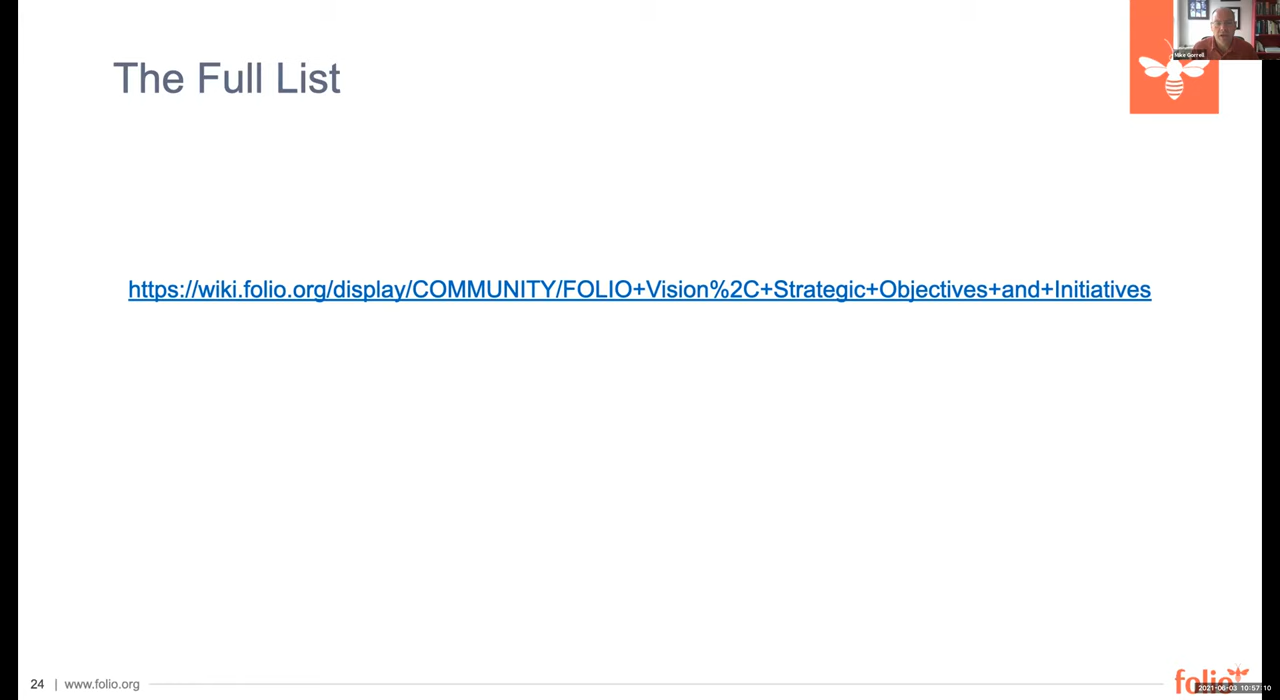 The Full List
Mike Gorrell
https://wiki.folio.org/display/COMMUNITY/FOLIO+Vision%2C+Strategic+Objectives+and+Initiatives
24 | www.folio.org
folio
2021-06-03 10:57:10